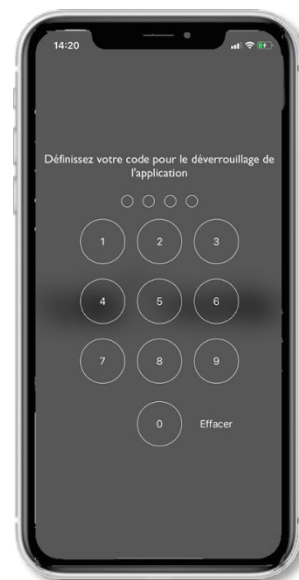 14:20
Définissez votre code pour le déverrouillage de
l'application
1 2 3
4 5 6
7 8 9
0 Effacer